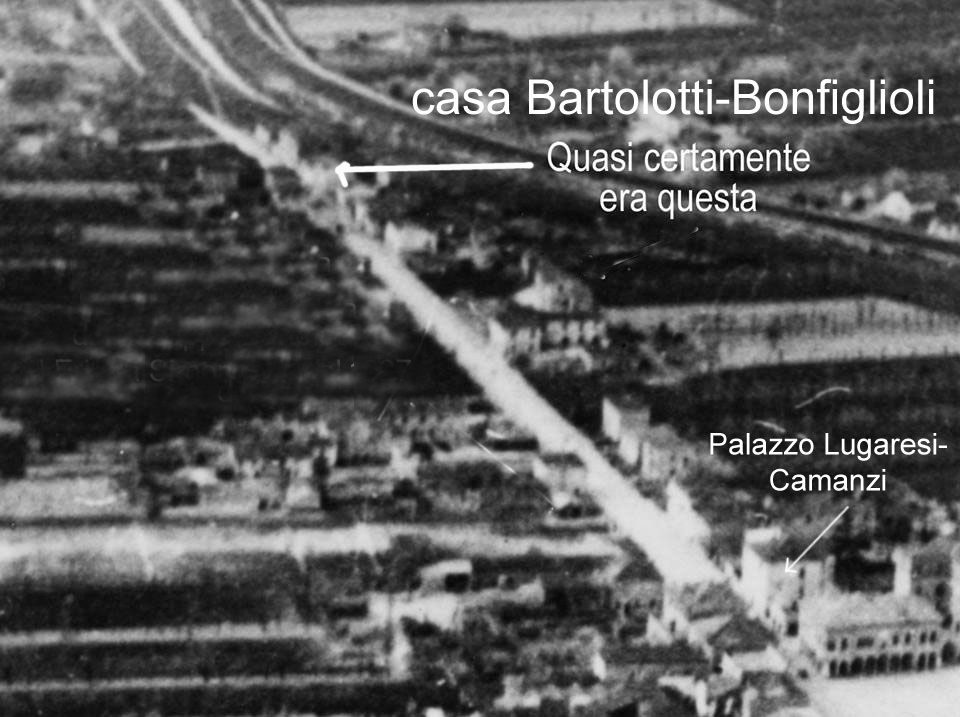 casa Bartolotti-Bonfiglioli
Quasi certamente
era questa
Palazzo Lugaresi-
Camanzi